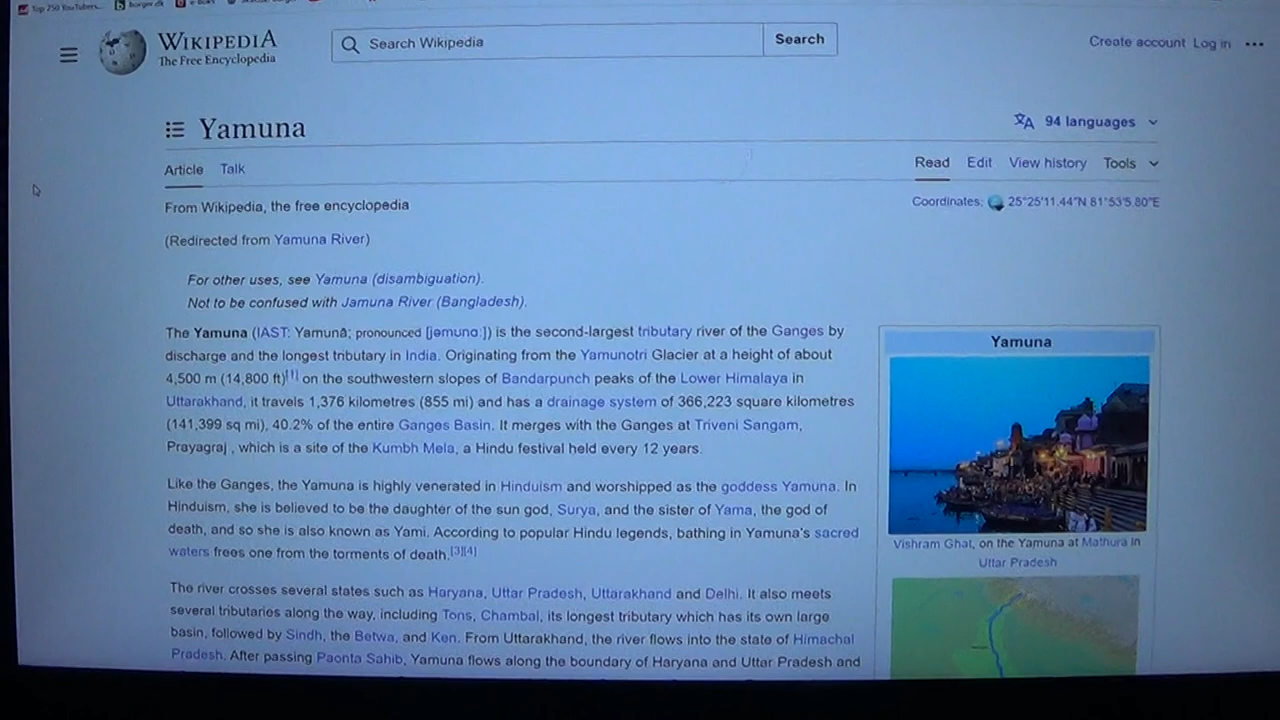 Top 250 YouTubers...
borger.dk
WIKIPEDIA
The Free Encyclopedia
Search Wikipedia
Search
Create account Log in
Yamuna
94 languages
Article Talk
Read Edit View history Tools
From Wikipedia, the free encyclopedia
Coordinates: 25°25′11.44″N 81°53′5.80″E
(Redirected from Yamuna River)
For other uses, see Yamuna (disambiguation).
Not to be confused with Jamuna River (Bangladesh).
The Yamuna (IAST: Yamunā; pronounced [jəmʊnɑː]) is the second-largest tributary river of the Ganges by
discharge and the longest tributary in India. Originating from the Yamunotri Glacier at a height of about
4,500 m (14,800 ft)[1] on the southwestern slopes of Bandarpunch peaks of the Lower Himalaya in
Uttarakhand, it travels 1,376 kilometres (855 mi) and has a drainage system of 366,223 square kilometres
(141,399 sq mi), 40.2% of the entire Ganges Basin. It merges with the Ganges at Triveni Sangam,
Prayagraj , which is a site of the Kumbh Mela, a Hindu festival held every 12 years.
Like the Ganges, the Yamuna is highly venerated in Hinduism and worshipped as the goddess Yamuna. In
Hinduism, she is believed to be the daughter of the sun god, Surya, and the sister of Yama, the god of
death, and so she is also known as Yami. According to popular Hindu legends, bathing in Yamuna's sacred
waters frees one from the torments of death.[3][4]
The river crosses several states such as Haryana, Uttar Pradesh, Uttarakhand and Delhi. It also meets
several tributaries along the way, including Tons, Chambal, its longest tributary which has its own large
basin, followed by Sindh, the Betwa, and Ken. From Uttarakhand, the river flows into the state of Himachal
Pradesh. After passing Paonta Sahib, Yamuna flows along the boundary of Haryana and Uttar Pradesh and
Yamuna
Vishram Ghat, on the Yamuna at Mathura in
Uttar Pradesh